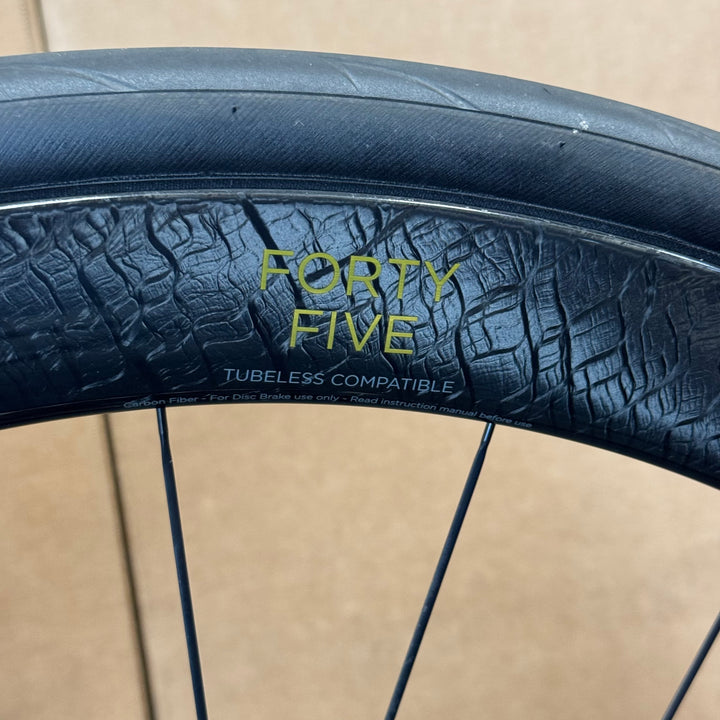 FORTY
FIVE
TUBELESS COMPATIBLE
Carbon Fiber - For Disc Brake use only - Read instruction manual before use